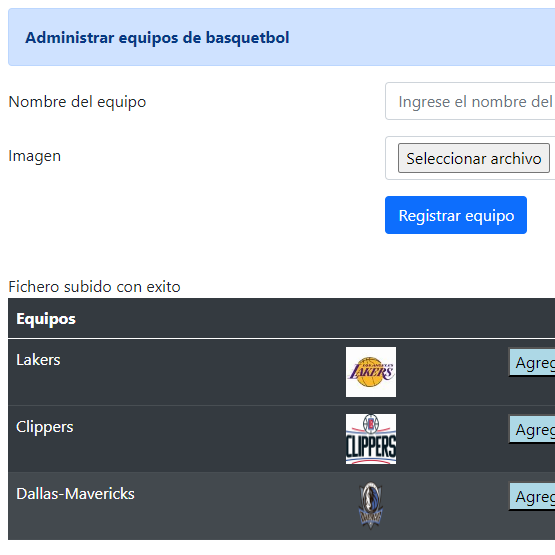 Administrar equipos de basquetbol
Nombre del equipo
Ingrese el nombre del
Imagen
Seleccionar archivo
Registrar equipo
Fichero subido con exito
Equipos
Lakers
LAKERS
Agreg
Clippers
CLIPPERS
Agreg
Dallas-Mavericks
Agreg